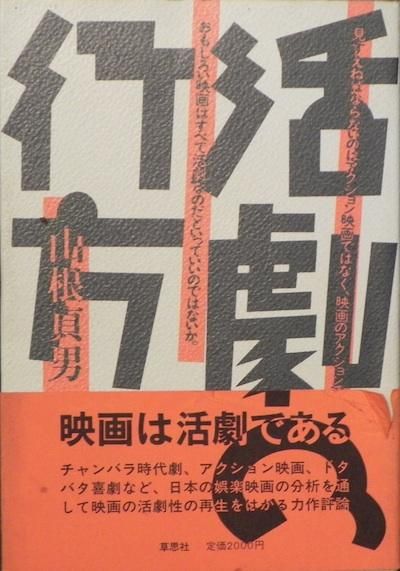 活劇の
行方
見すえねばならないのはアクション映画ではなく、映画のアクション
おもしろい映画はすべて活劇なのだといっていいのではないか。
山根貞男
映画は活劇である
チャンバラ時代劇、アクション映画、ドタ
バタ喜劇など、日本の娯楽映画の分析を通
して映画の活劇性の再生をはかる力作評論
草思社 定価2000円